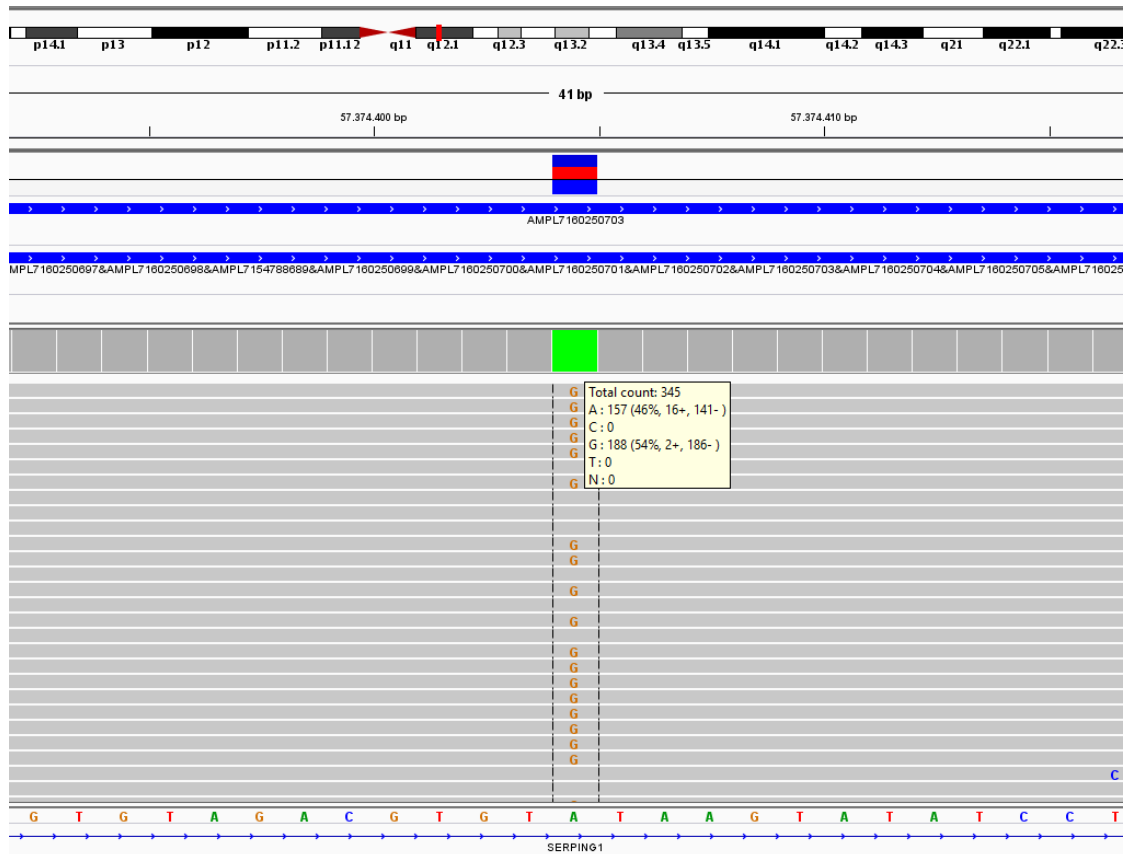 p14.1 p13 p12 p11.2 p11.12 q11 q12.1 q12.3 q13.2 q13.4 q13.5 q14.1 q14.2 q14.3 q21 q22.1 q22.3
41 bp
57.374.400 bp 57.374.410 bp
AMPL7160250703
MPL7160250697&AMPL7160250698&AMPL7154788689&AMPL7160250699&AMPL7160250700&AMPL7160250701&AMPL7160250702&AMPL7160250703&AMPL7160250704&AMPL7160250705&AMPL716025
G
Total count: 345
G
A : 157 (46%, 16+, 141- )
G
C : 0
G
G : 188 (54%, 2+, 186- )
G
T : 0
G
N : 0
G
G
G
G
G
G
G
G
G
G
G
G
C
G T G T A G A C G T G T A T A A G T A T A T C C T
SERPING1